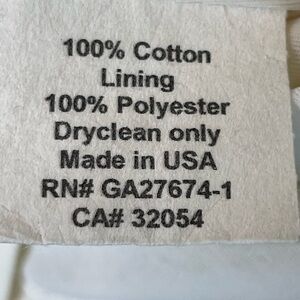 100% Cotton
Lining
100% Polyester
Dryclean only
Made in USA
RN# GA27674-1
CA# 32054